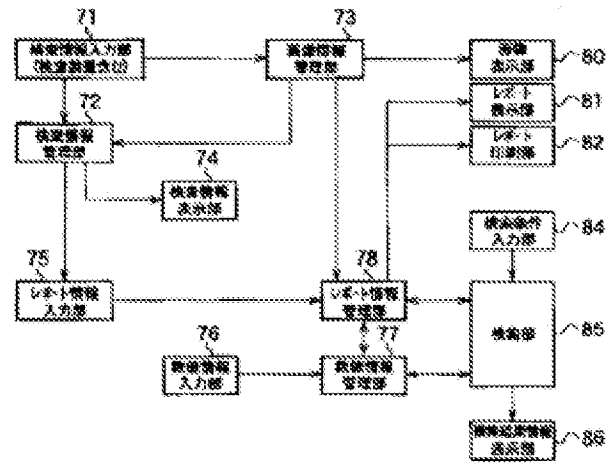 71
検査情報入力部
(検査装置含む)
73
画像情報
管理部
画像
表示部
80
レポート
表示部
81
レポート
印刷部
82
72
検査情報
管理部
74
検査情報
表示部
検索条件
入力部
84
75
レポート情報
入力部
78
レポート情報
管理部
検索部
85
76
数値情報
入力部
77
数値情報
管理部
検索結果情報
表示部
86